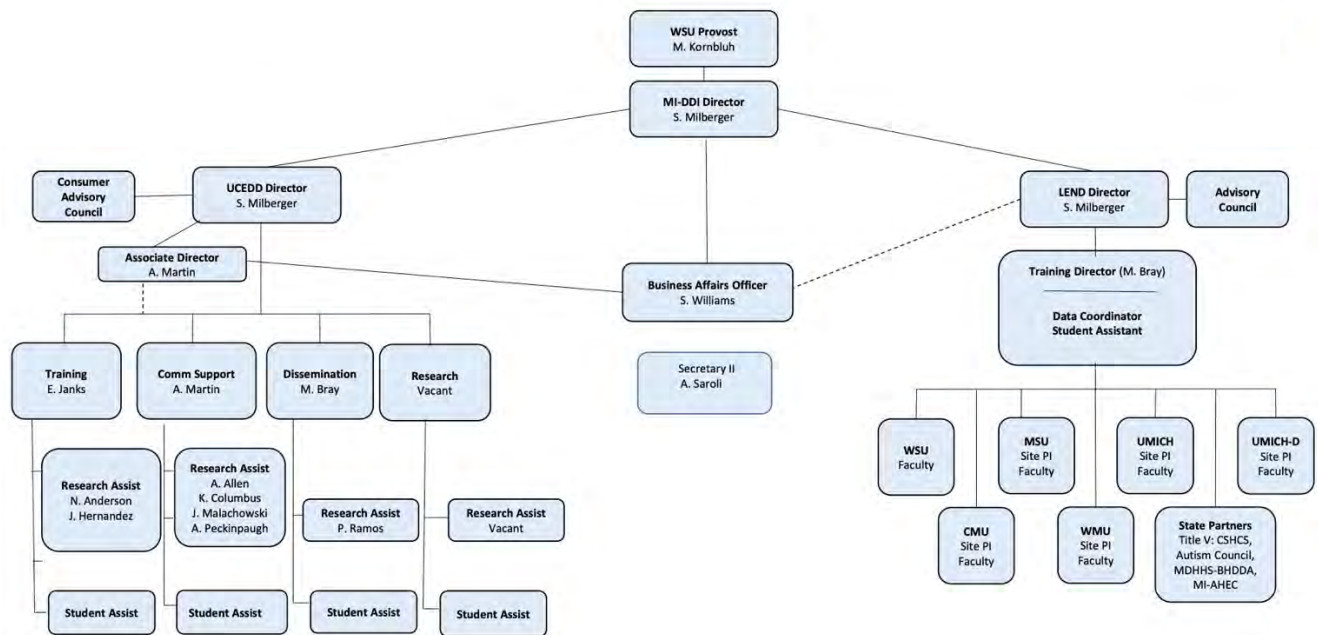 WSU Provost
M. Kornbluh
MI-DDI Director
S. Milberger
Consumer
Advisory
Council
UCEDD Director
S. Milberger
LEND Director
S. Milberger
Advisory
Council
Associate Director
A. Martin
Business Affairs Officer
S. Williams
Training Director (M. Bray)
Data Coordinator
Student Assistant
Training
E. Janks
Comm Support
A. Martin
Dissemination
M. Bray
Research
Vacant
Secretary II
A. Saroli
Research Assist
N. Anderson
J. Hernandez
Research Assist
A. Allen
K. Columbus
J. Malachowski
A. Peckinpaugh
Research Assist
P. Ramos
Research Assist
Vacant
Student Assist
Student Assist
Student Assist
Student Assist
WSU
Faculty
MSU
Site PI
Faculty
UMICH
Site PI
Faculty
UMICH-D
Site PI
Faculty
CMU
Site PI
Faculty
WMU
Site PI
Faculty
State Partners
Title V: CSHCS,
Autism Council,
MDHHS-BHDDA,
MI-AHEC